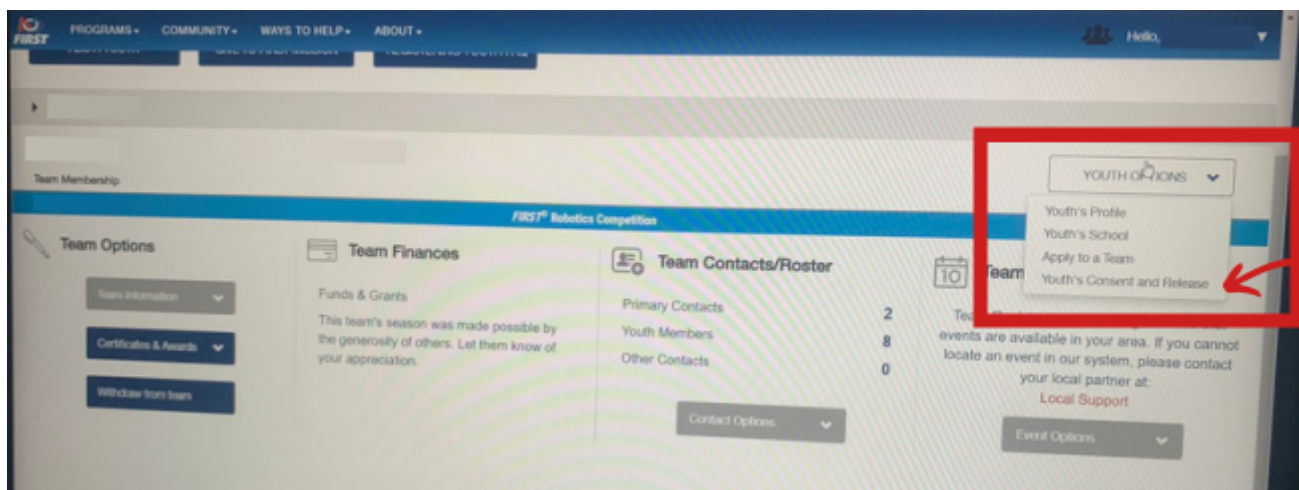 FIRST
PROGRAMS
COMMUNITY
WAYS TO HELP
ABOUT
Hello,
Team Membership
YOUTH OPTIONS
Youth's Profile
Youth's School
Apply to a Team
Youth's Consent and Release
FIRST® Robotics Competition
Team Options
Team Information
Certificates & Awards
Withdraw from team
Team Finances
Funds & Grants
This team's season was made possible by
the generosity of others. Let them know of
your appreciation.
Team Contacts/Roster
Primary Contacts 2
Youth Members 8
Other Contacts 0
Contact Options
10
Team
events are available in your area. If you cannot
locate an event in our system, please contact
your local partner at:
Local Support
Event Options